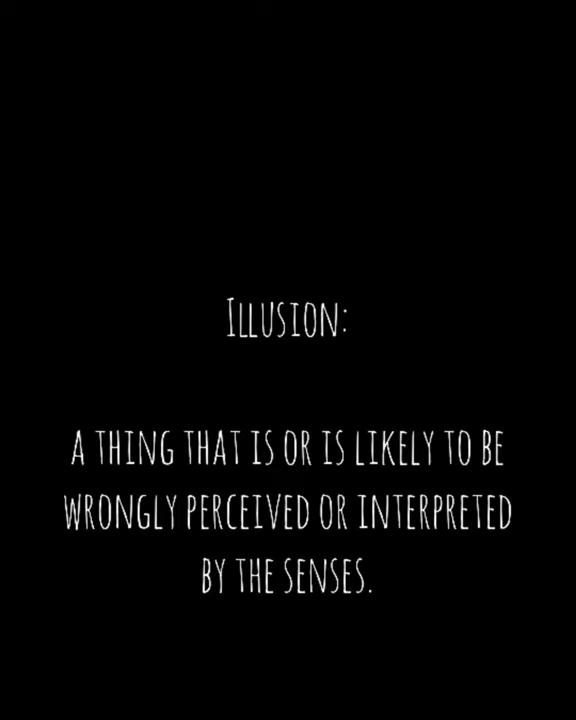 Illusion:
a thing that is or is likely to be
wrongly perceived or interpreted
by the senses.